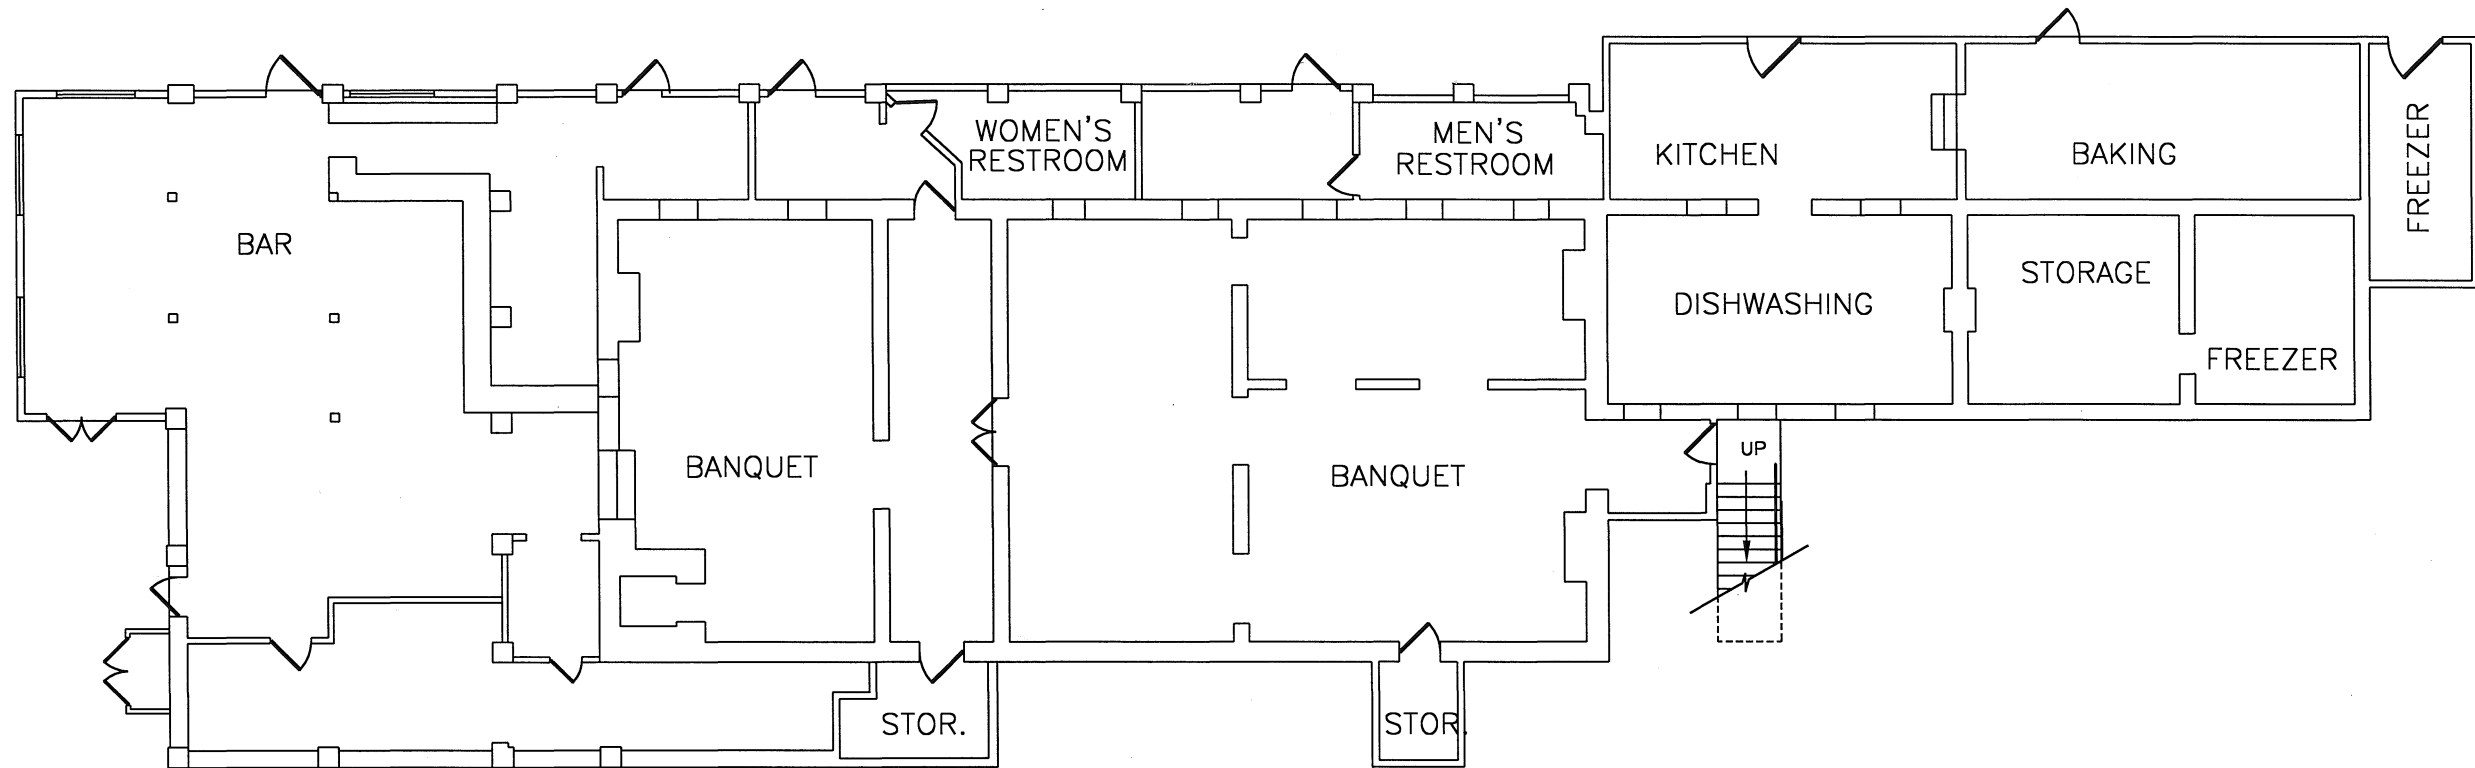 WOMEN'S
RESTROOM
MEN'S
RESTROOM
KITCHEN
BAKING
FREEZER
BAR
STORAGE
DISHWASHING
FREEZER
UP
BANQUET
BANQUET
STOR.
STOR.